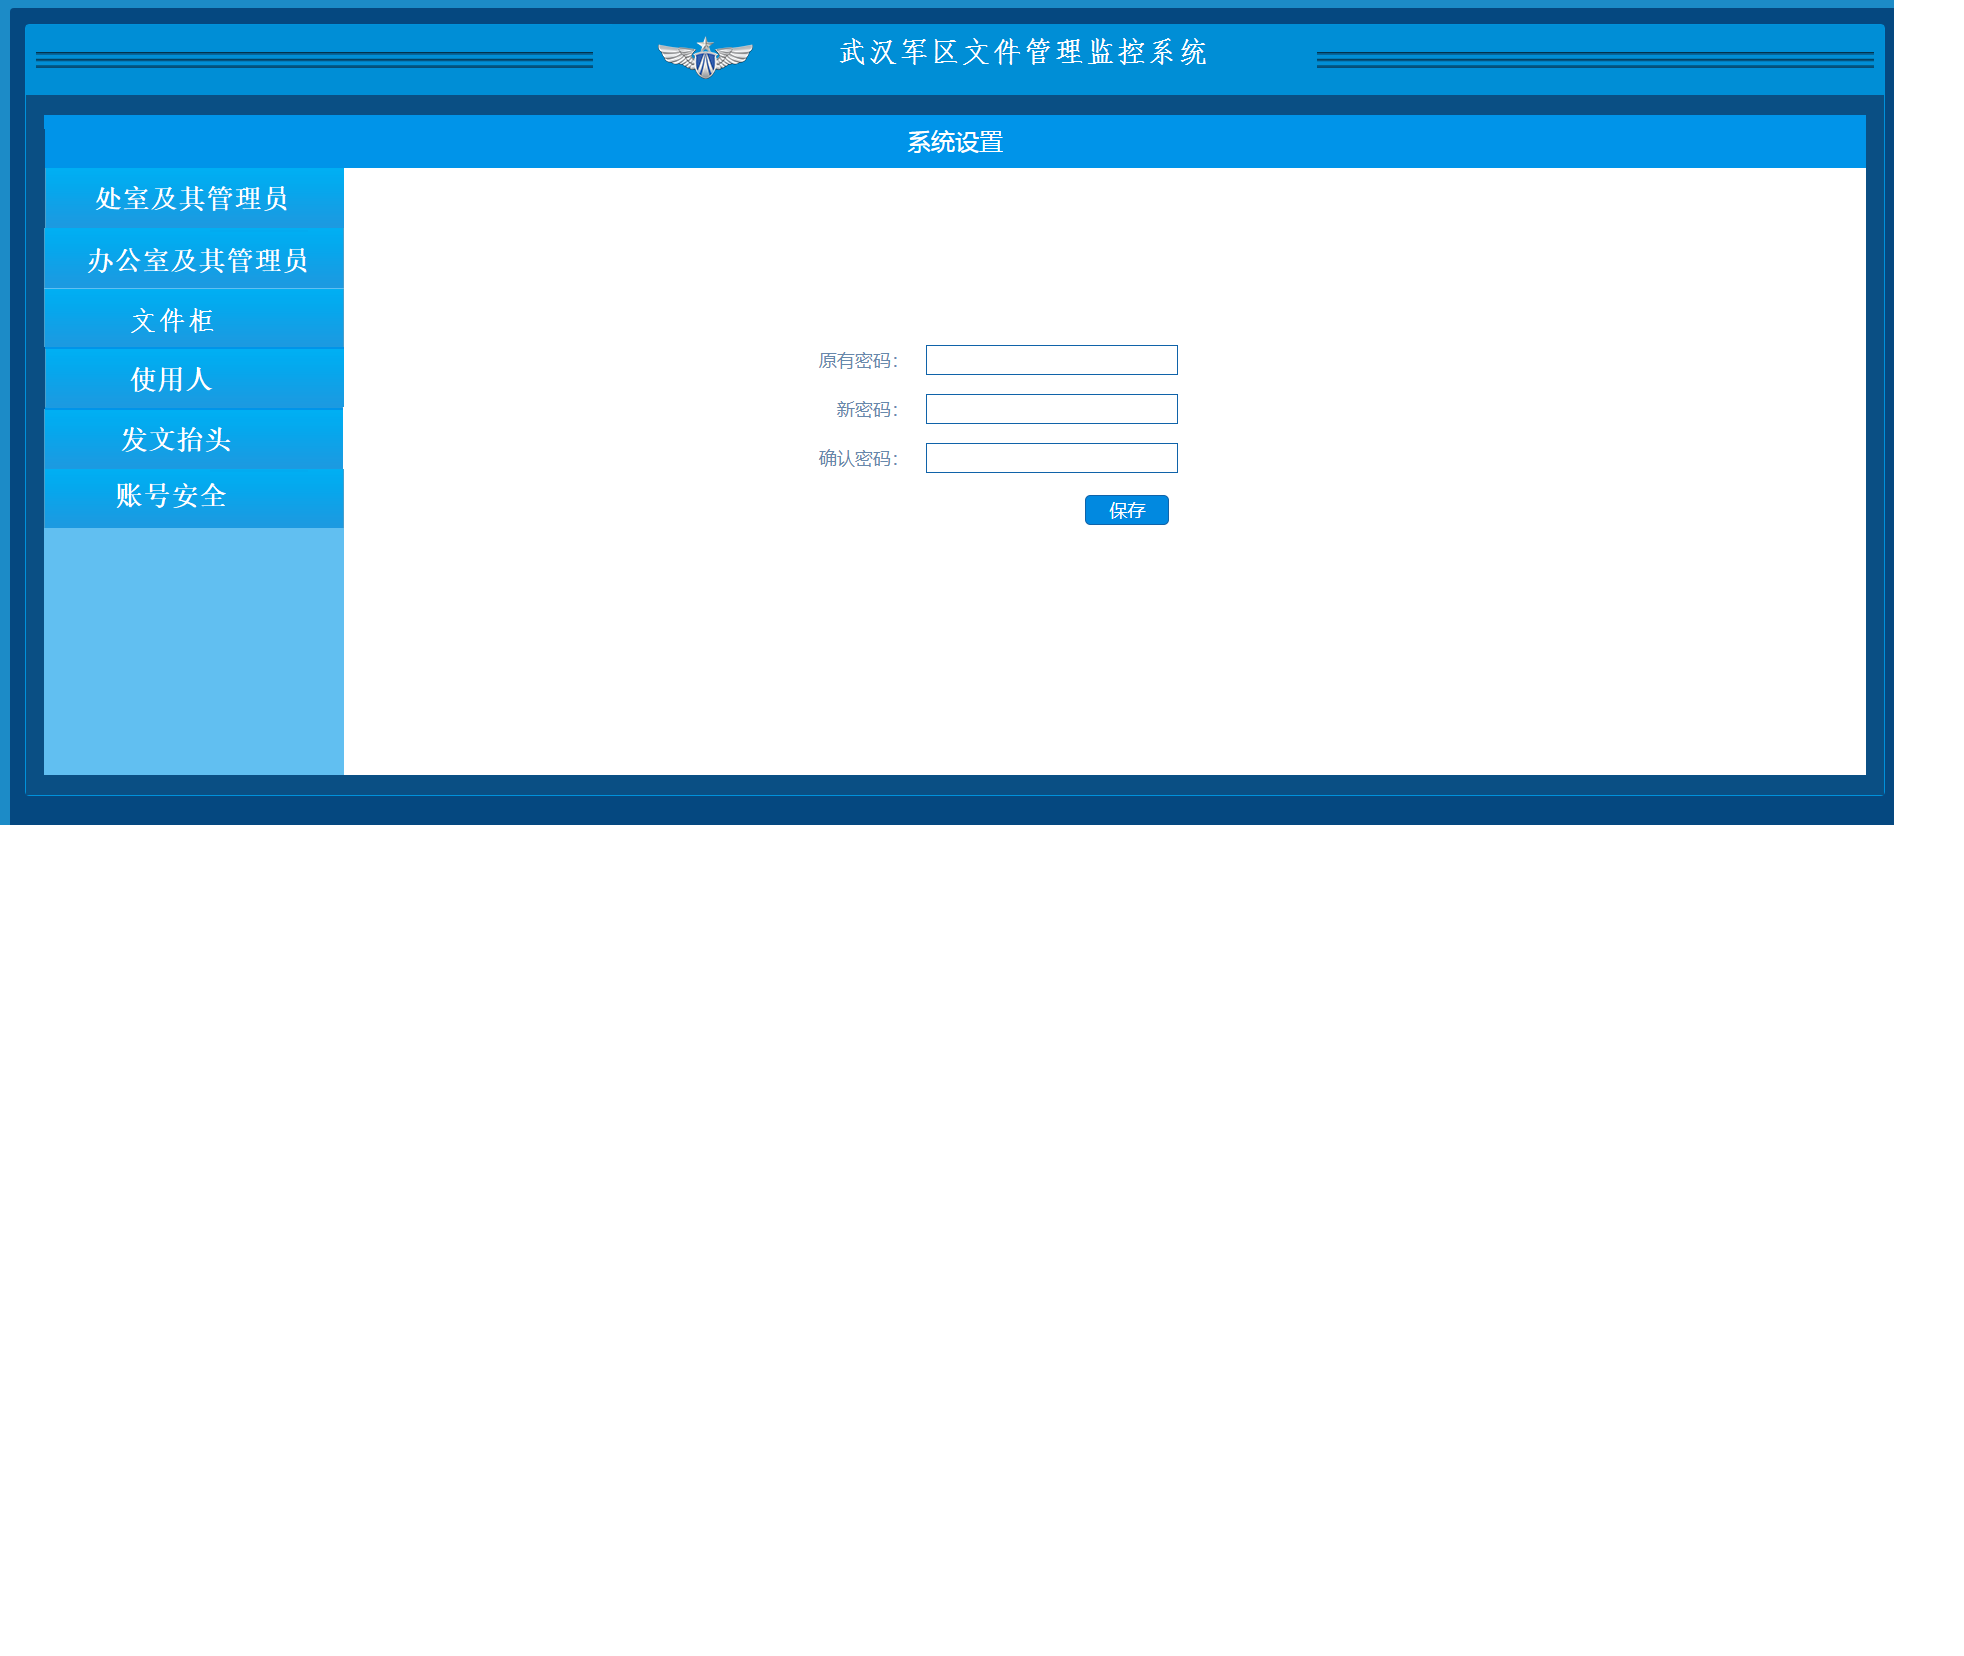 武汉军区文件管理监控系统
系统设置
处室及其管理员
办公室及其管理员
文件柜
使用人
发文抬头
账号安全
原有密码：
新密码：
确认密码：
保存